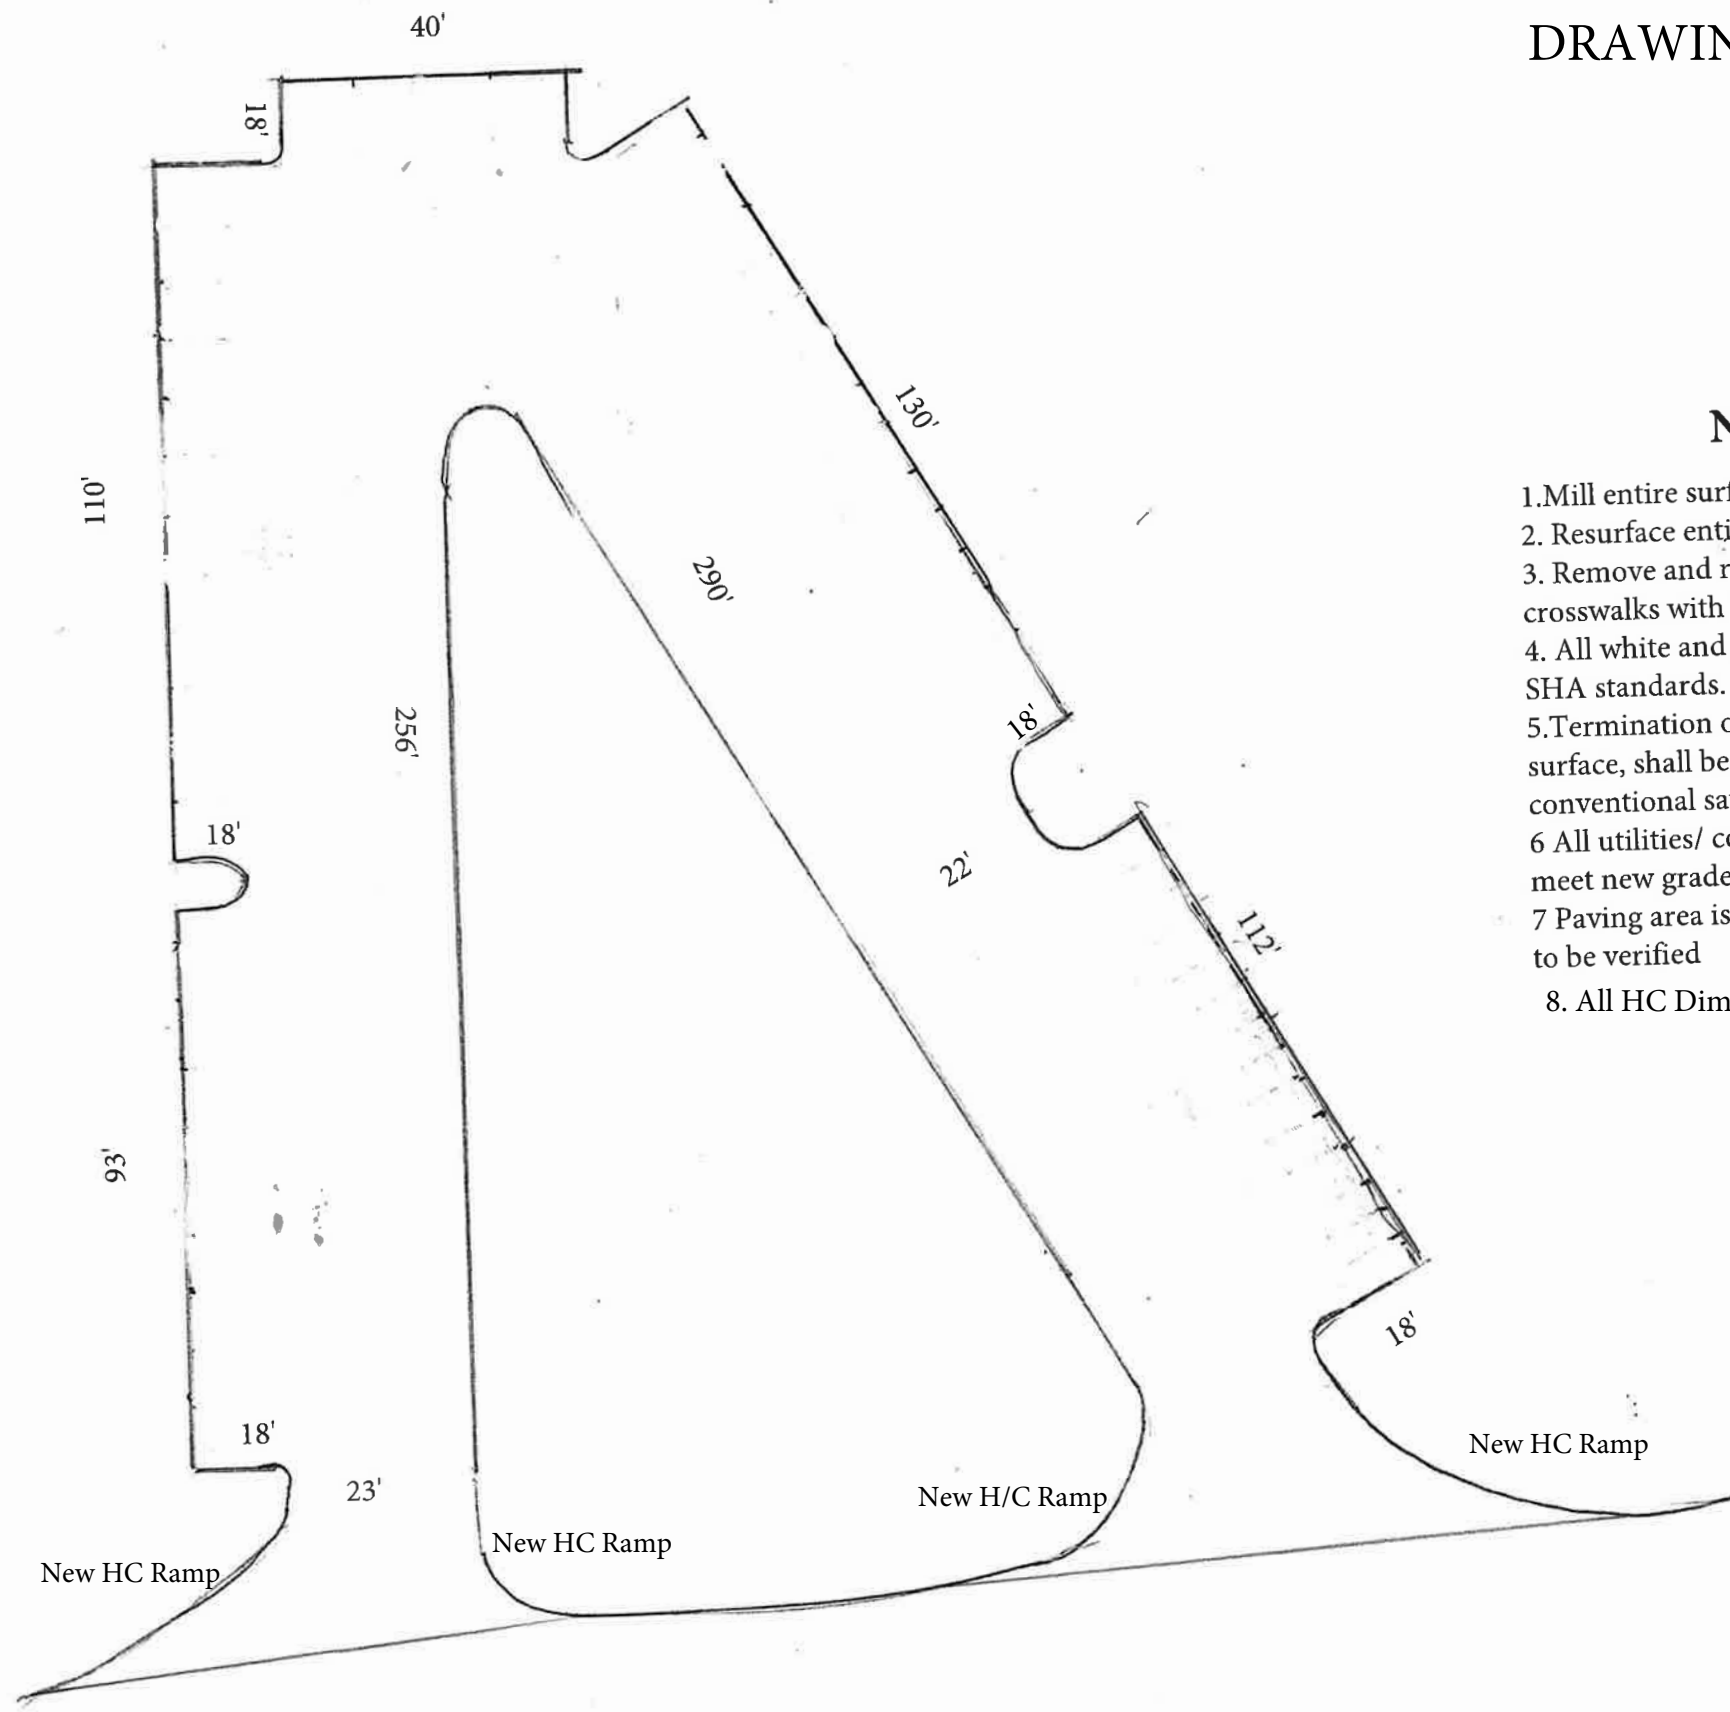 40'
DRAWIN
18'
130'
N
110'
1.Mill entire surf
2. Resurface enti
3. Remove and r
crosswalks with
4. All white and
SHA standards.
5.Termination o
surface, shall be
conventional sa
6 All utilities/ co
meet new grade
7 Paving area is
to be verified
8. All HC Dim
290'
256'
18'
18'
22'
112'
93'
18'
18'
23'
New HC Ramp
New H/C Ramp
New HC Ramp
New HC Ramp